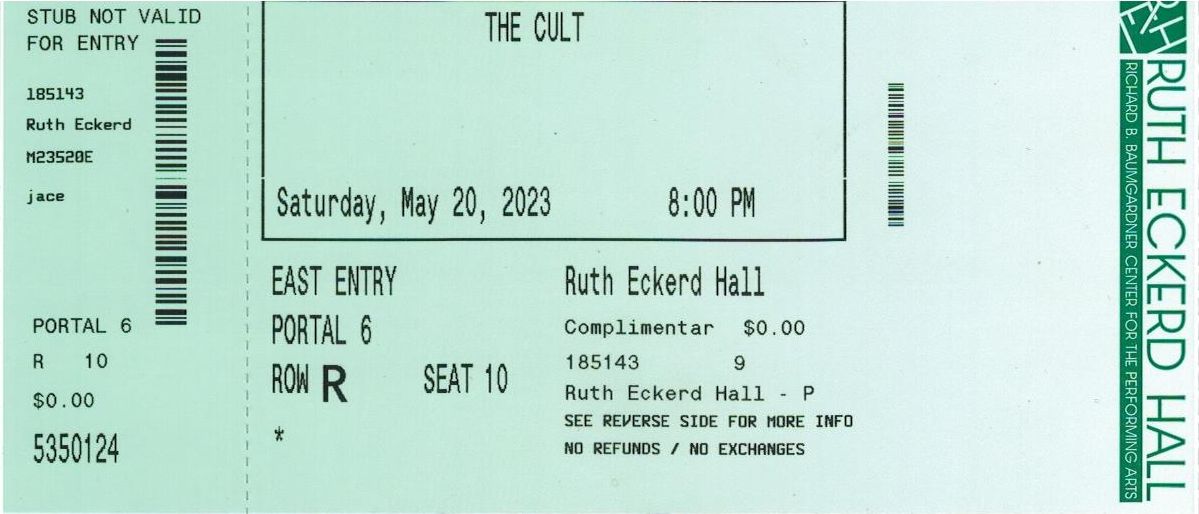 STUB NOT VALID
FOR ENTRY
185143
Ruth Eckerd
M23520E
jace
PORTAL 6
R 10
$0.00
5350124
THE CULT
Saturday, May 20, 2023 8:00 PM
EAST ENTRY
PORTAL 6
ROW R SEAT 10
*
Ruth Eckerd Hall
Complimentar $0.00
185143 9
Ruth Eckerd Hall - P
SEE REVERSE SIDE FOR MORE INFO
NO REFUNDS / NO EXCHANGES
REH
RUTH ECKERD HALL
RICHARD B. BAUMGARDNER CENTER FOR THE PERFORMING ARTS